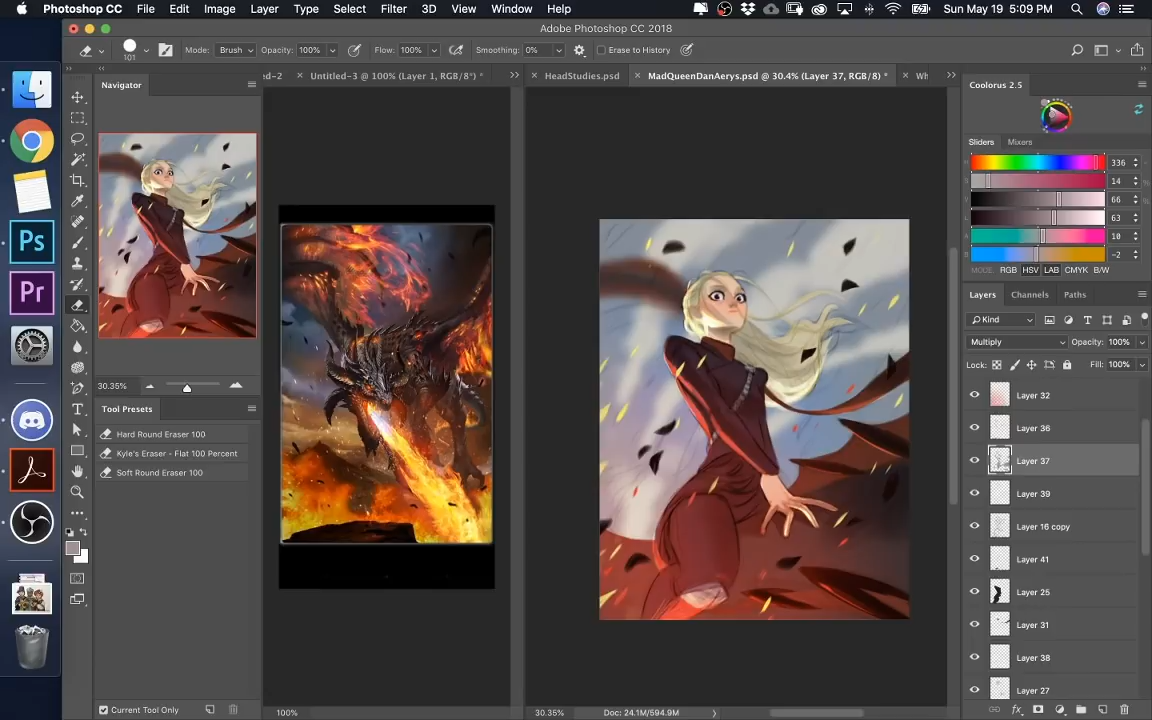 Photoshop CC File Edit Image Layer Type Select Filter 3D View Window Help Sun May 19 5:09 PM
Adobe Photoshop CC 2018
101 Mode: Brush Opacity: 100% Flow: 100% Smoothing: 0% Erase to History
Navigator
ed-2 Untitled-3 @ 100% (Layer 1, RGB/8*) * HeadStudies.psd MadQueenDanAerys.psd @ 30.4% (Layer 37, RGB/8) * Wh
Coolorus 2.5
Sliders Mixers
H 336
S 14 %
V 66 %
L 63
A 10
B -2
MODE: RGB HSV LAB CMYK B/W
Layers Channels Paths
Kind
Multiply Opacity: 100%
Lock: Fill: 100%
Layer 32
Layer 36
Layer 37
Layer 39
Layer 16 copy
Layer 41
Layer 25
Layer 31
Layer 38
Layer 27
30.35%
Tool Presets
Hard Round Eraser 100
Kyle's Eraser - Flat 100 Percent
Soft Round Eraser 100
Current Tool Only
100%
30.35% Doc: 24.1M/594.9M
Ps
Pr